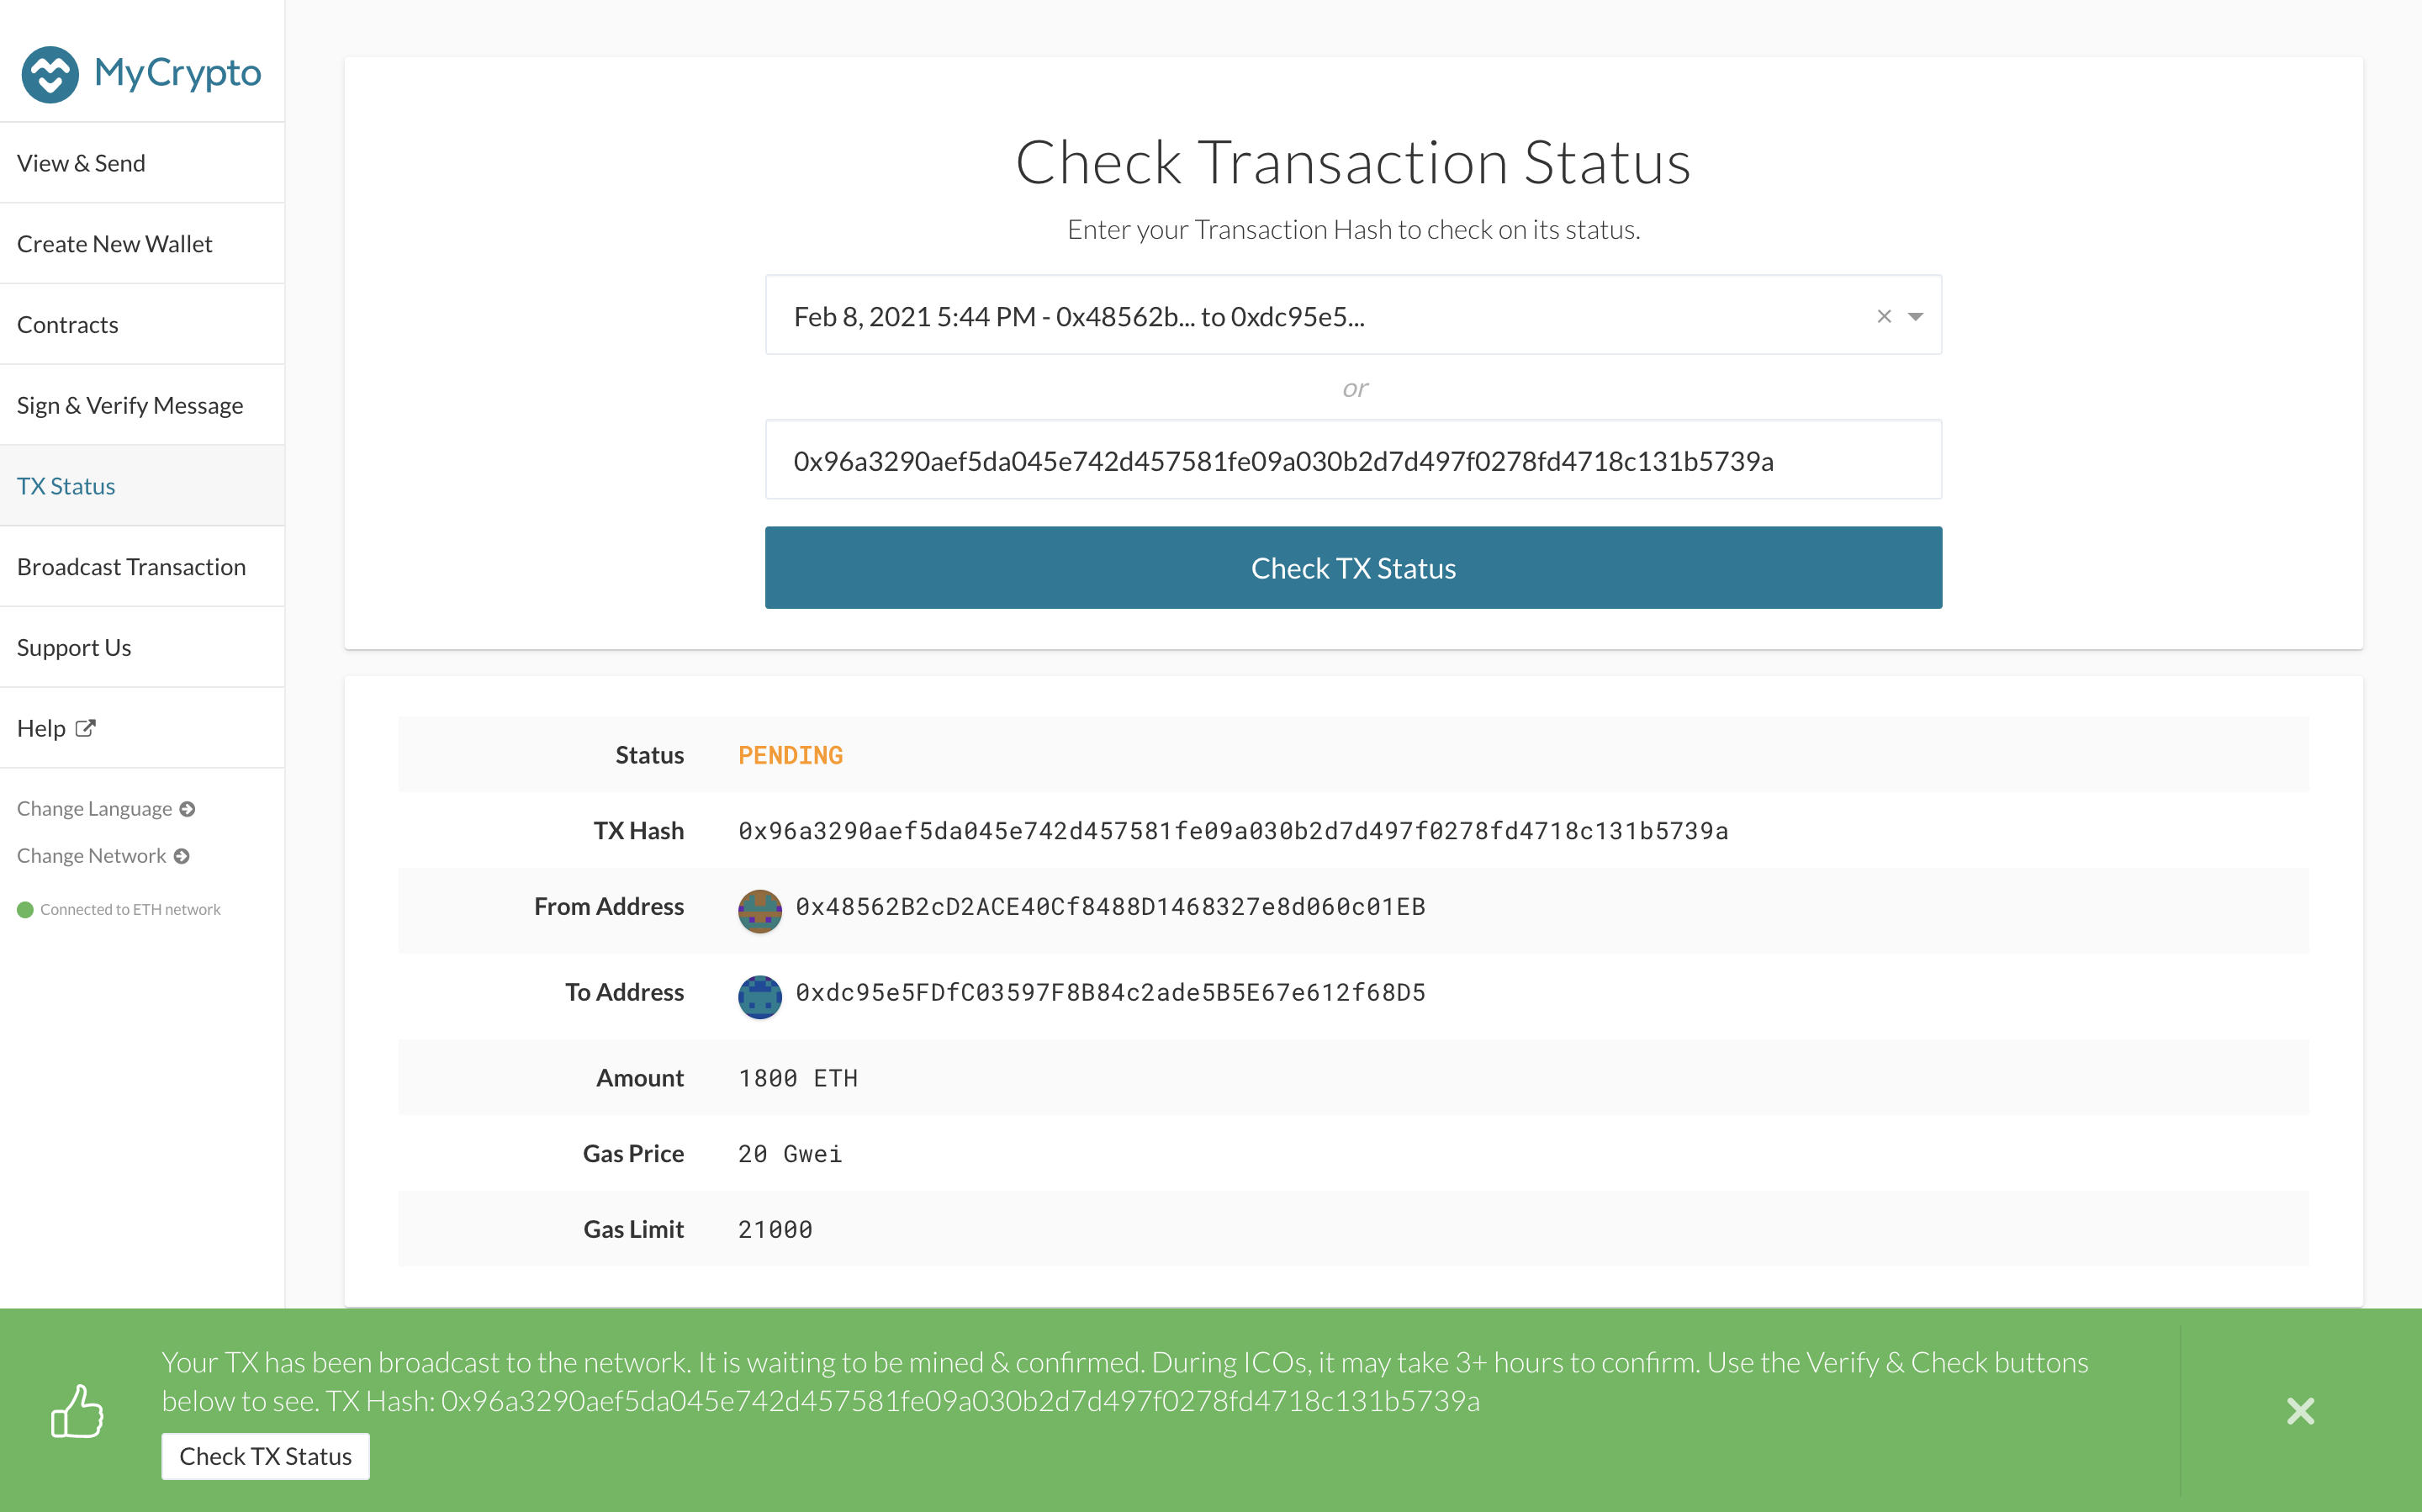 MyCrypto
View & Send
Create New Wallet
Contracts
Sign & Verify Message
TX Status
Broadcast Transaction
Support Us
Help
Change Language
Change Network
Connected to ETH network
Check Transaction Status
Enter your Transaction Hash to check on its status.
Feb 8, 2021 5:44 PM - 0x48562b... to 0xdc95e5...
or
0x96a3290aef5da045e742d457581fe09a030b2d7d497f0278fd4718c131b5739a
Check TX Status
Status PENDING
TX Hash 0x96a3290aef5da045e742d457581fe09a030b2d7d497f0278fd4718c131b5739a
From Address 0x48562B2cD2ACE40Cf8488D1468327e8d060c01EB
To Address 0xdc95e5FDfC03597F8B84c2ade5B5E67e612f68D5
Amount 1800 ETH
Gas Price 20 Gwei
Gas Limit 21000
Your TX has been broadcast to the network. It is waiting to be mined & confirmed. During ICOs, it may take 3+ hours to confirm. Use the Verify & Check buttons
below to see. TX Hash: 0x96a3290aef5da045e742d457581fe09a030b2d7d497f0278fd4718c131b5739a
Check TX Status